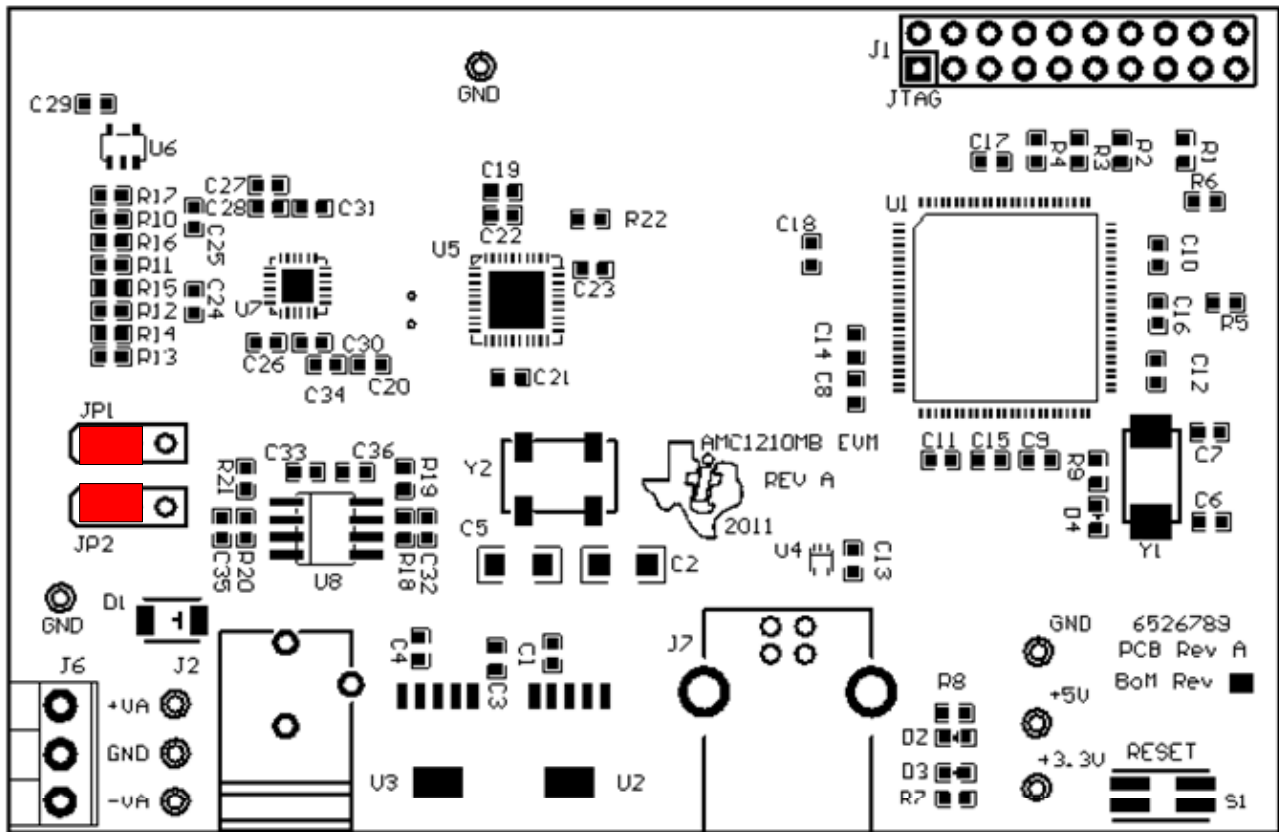 J1
JTAG
GND
C29
U6
C17
R4
R3
R2
R1
R6
R17
R10
R16
R11
R15
R12
R14
R13
C27
C28
C31
C25
C24
U7
C26
C30
C34
C20
C19
C22
U5
R22
C23
C21
C18
U1
C10
C16
R5
C12
C14
C8
JP1
JP2
C33
C36
R21
R19
C35
R20
U8
R18
C32
Y2
C5
C2
AMC1210MB EVM
REV A
2011
C11
C15
C9
R9
D4
Y1
C7
C6
U4
C13
GND
D1
J6
J2
+VA
GND
-VA
C4
C3
C1
U3
U2
J7
R8
D2
D3
R7
GND
+5V
+3.3V
6526789
PCB Rev A
BoM Rev
RESET
S1